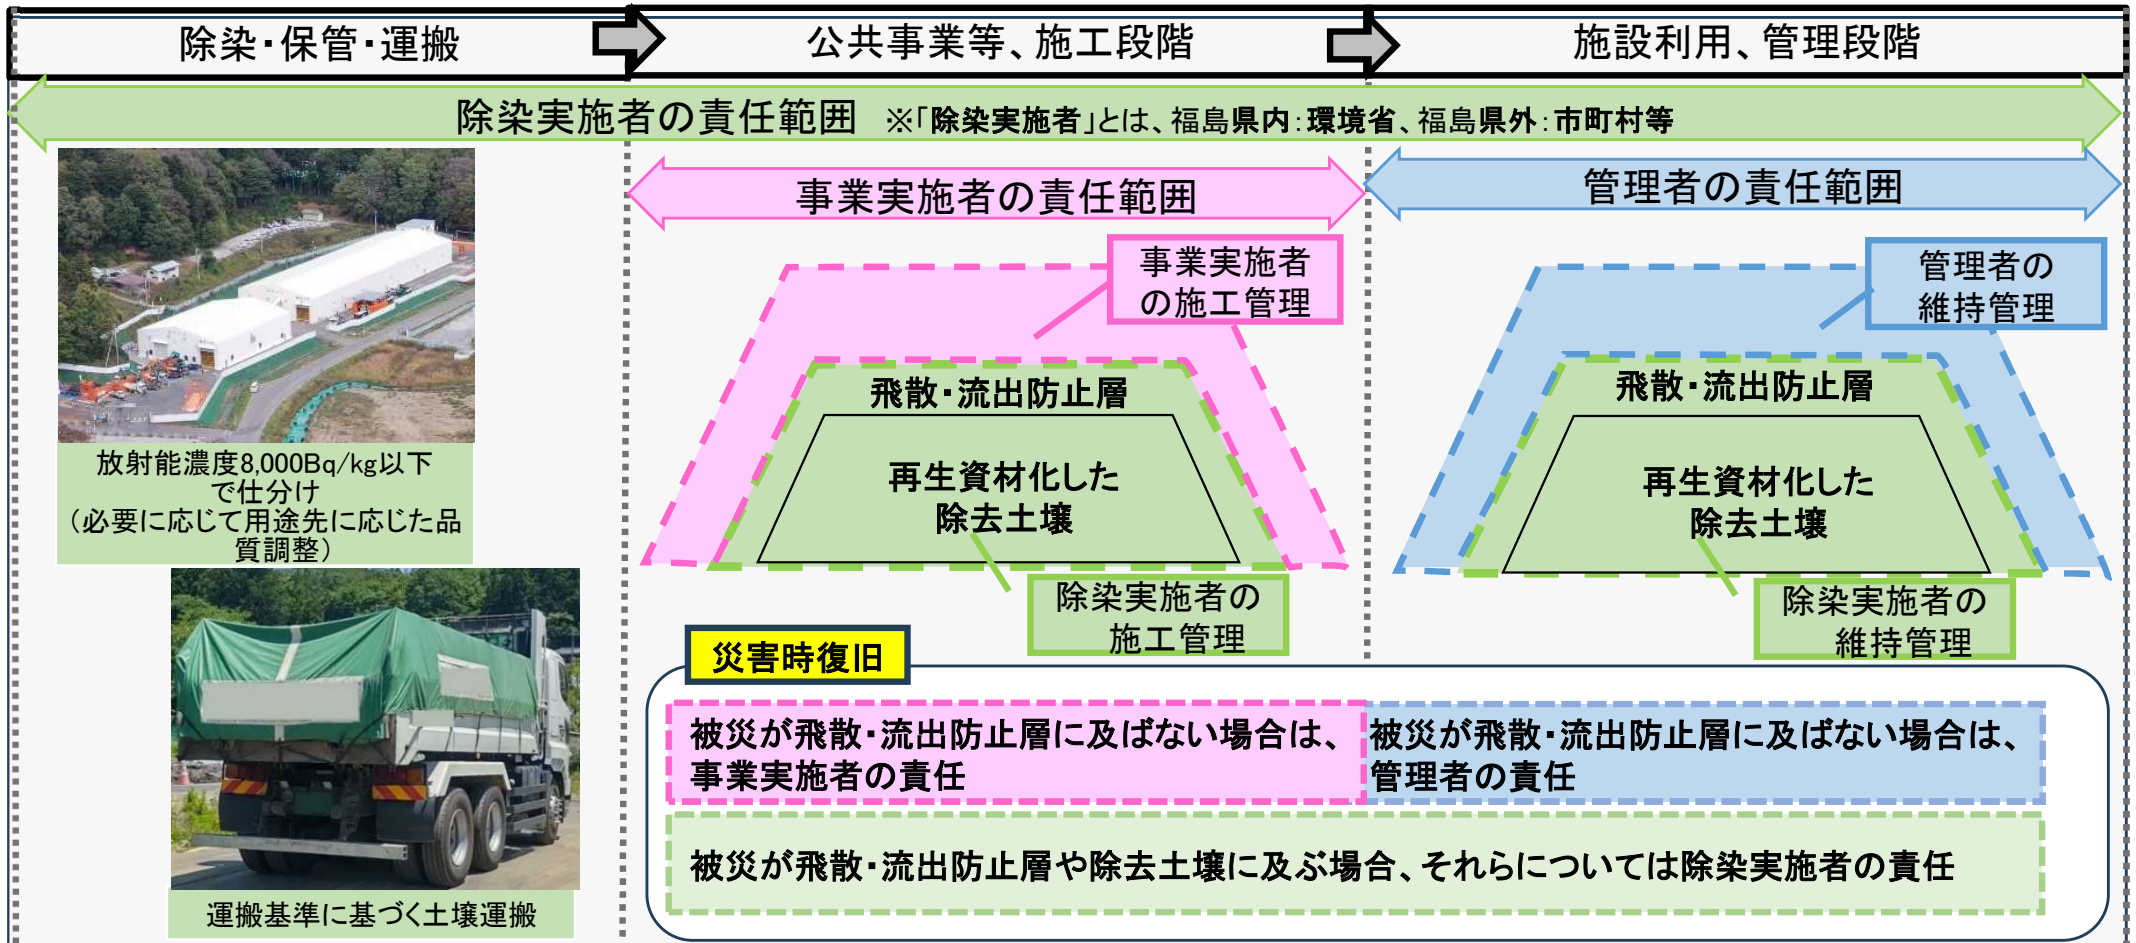 除染・保管・運搬
公共事業等、施工段階
施設利用、管理段階
除染実施者の責任範囲 ※「除染実施者」とは、福島県内：環境省、福島県外：市町村等
事業実施者の責任範囲
管理者の責任範囲
放射能濃度8,000Bq/kg以下
で仕分け
（必要に応じて用途先に応じた品
質調整）
運搬基準に基づく土壌運搬
事業実施者
の施工管理
飛散・流出防止層
再生資材化した
除去土壌
除染実施者の
施工管理
管理者の
維持管理
飛散・流出防止層
再生資材化した
除去土壌
除染実施者の
維持管理
災害時復旧
被災が飛散・流出防止層に及ばない場合は、
事業実施者の責任
被災が飛散・流出防止層に及ばない場合は、
管理者の責任
被災が飛散・流出防止層や除去土壌に及ぶ場合、それらについては除染実施者の責任